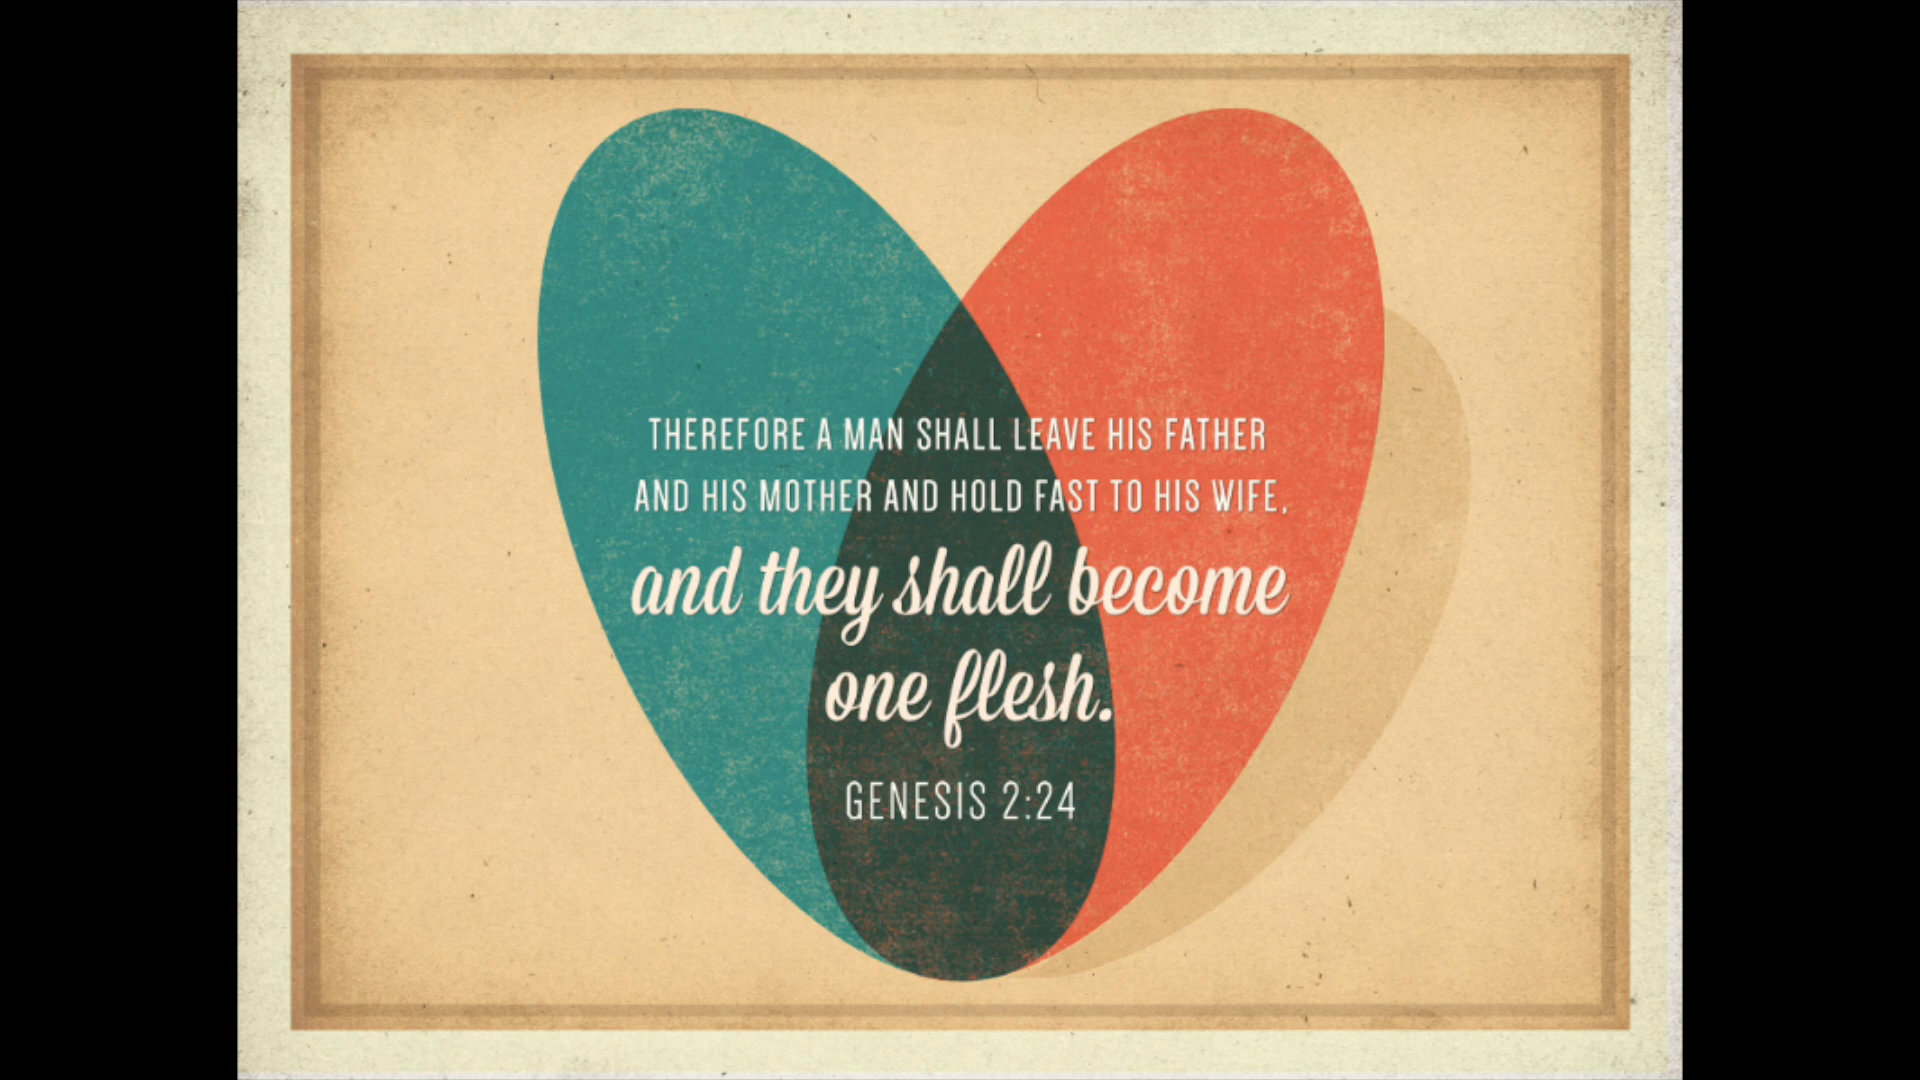 THEREFORE A MAN SHALL LEAVE HIS FATHER
AND HIS MOTHER AND HOLD FAST TO HIS WIFE,
and they shall become
one flesh.
GENESIS 2:24